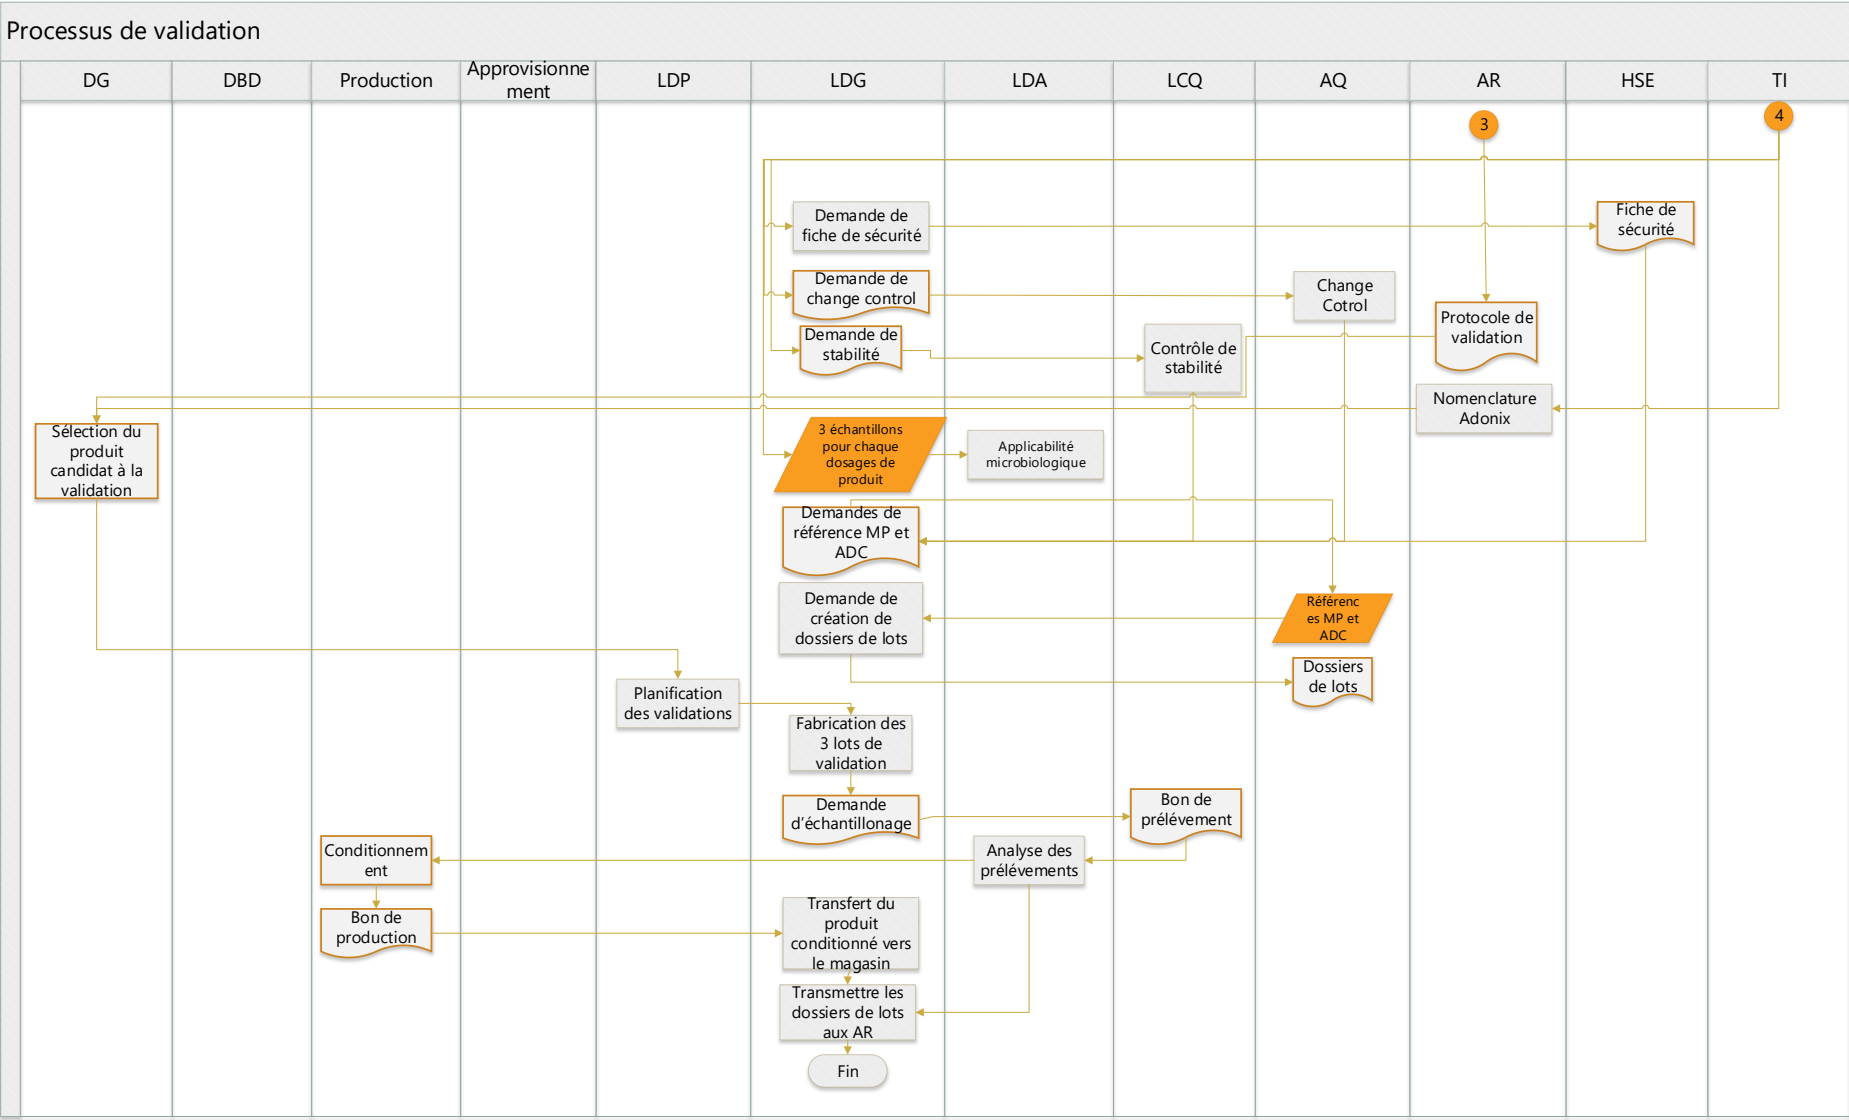 Processus de validation
DG
DBD
Production
Approvisionne
ment
LDP
LDG
LDA
LCQ
AQ
AR
HSE
TI
3
4
Demande de
fiche de sécurité
Fiche de
sécurité
Demande de
change control
Change
Cotrol
Protocole de
validation
Demande de
stabilité
Contrôle de
stabilité
Nomenclature
Adonix
Sélection du
produit
candidat à la
validation
3 échantillons
pour chaque
dosages de
produit
Applicabilité
microbiologique
Demandes de
référence MP et
ADC
Demande de
création de
dossiers de lots
Référenc
es MP et
ADC
Dossiers
de lots
Planification
des validations
Fabrication des
3 lots de
validation
Demande
d'échantillonage
Bon de
prélévement
Conditionnem
ent
Analyse des
prélévements
Bon de
production
Transfert du
produit
conditionné vers
le magasin
Transmettre les
dossiers de lots
aux AR
Fin